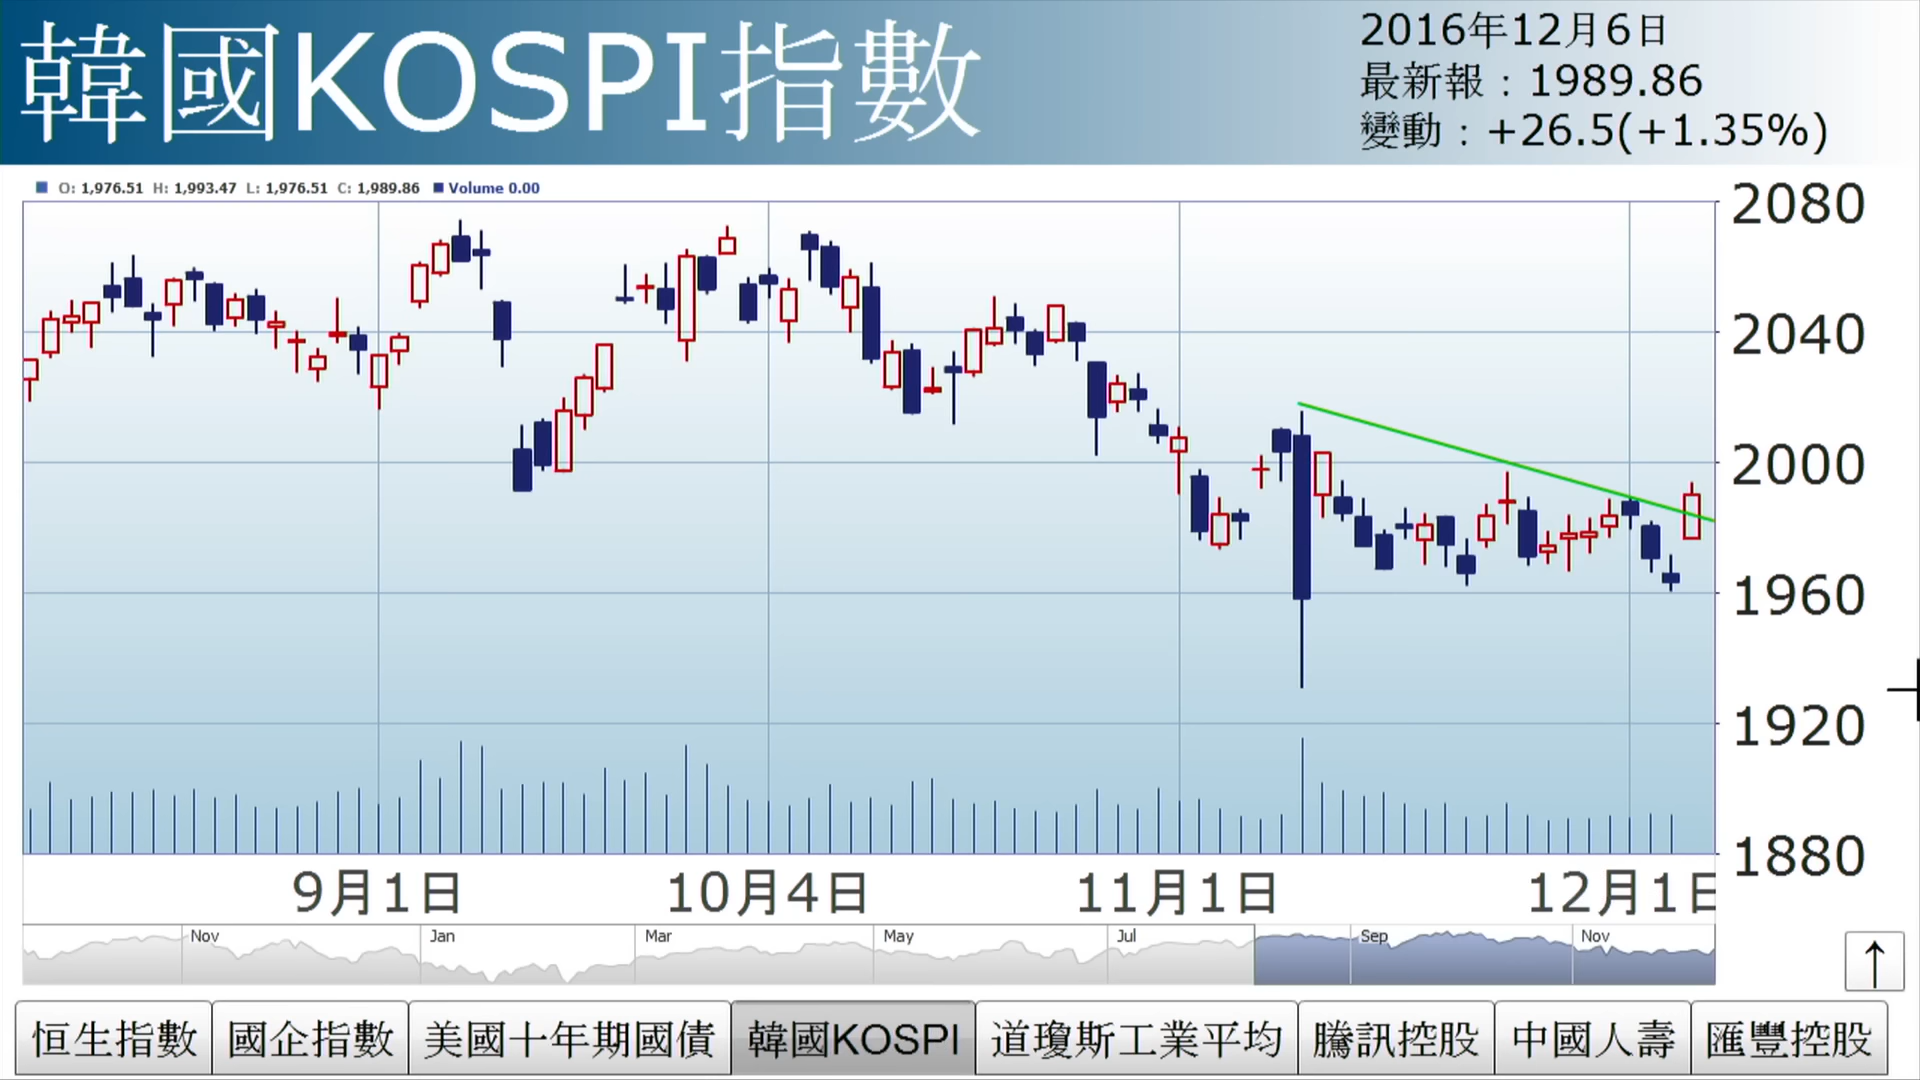 韓國KOSPI指數
2016年12月6日
最新報：1989.86
變動：+26.5(+1.35%)
O: 1,976.51 H: 1,993.47 L: 1,976.51 C: 1,989.86 Volume 0.00
2080
2040
2000
1960
1920
1880
9月1日 10月4日 11月1日 12月1日
Nov Jan Mar May Jul Sep Nov
↑
恒生指數 國企指數 美國十年期國債 韓國KOSPI 道瓊斯工業平均 騰訊控股 中國人壽 匯豐控股